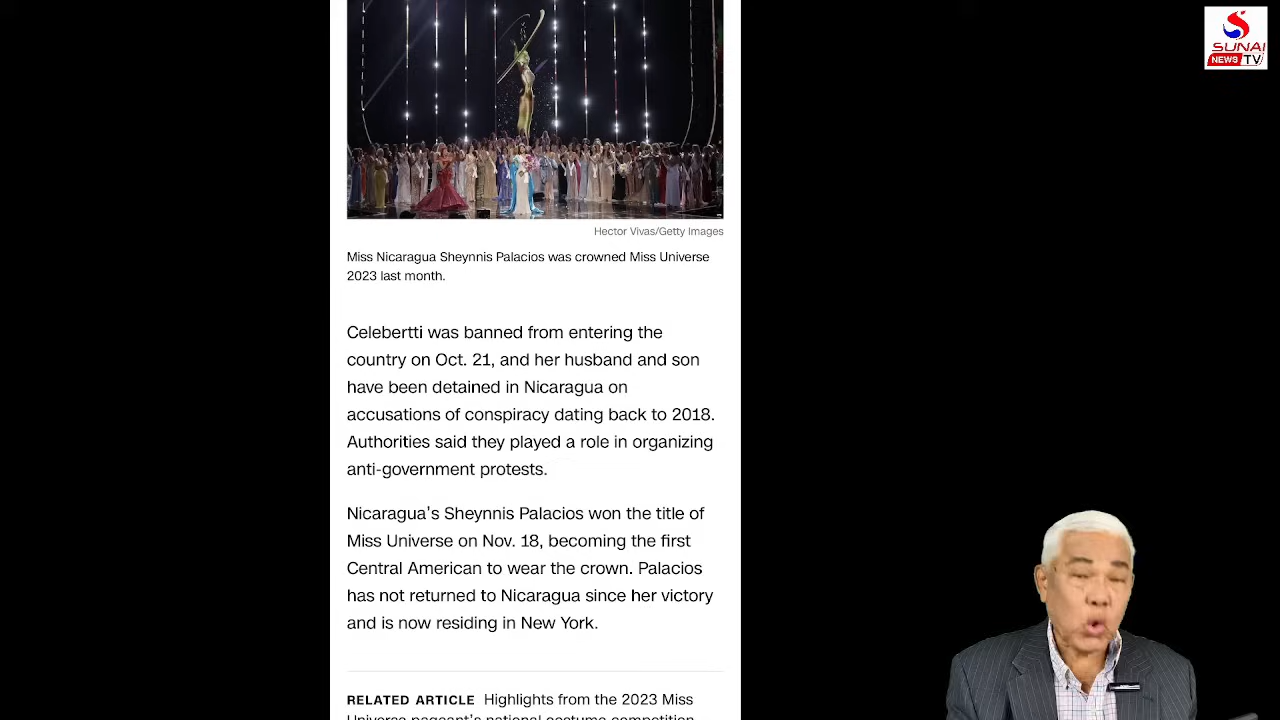 SUNAI
NEWS TV
Hector Vivas/Getty Images
Miss Nicaragua Sheynnis Palacios was crowned Miss Universe
2023 last month.
Celebertti was banned from entering the
country on Oct. 21, and her husband and son
have been detained in Nicaragua on
accusations of conspiracy dating back to 2018.
Authorities said they played a role in organizing
anti-government protests.
Nicaragua's Sheynnis Palacios won the title of
Miss Universe on Nov. 18, becoming the first
Central American to wear the crown. Palacios
has not returned to Nicaragua since her victory
and is now residing in New York.
RELATED ARTICLE Highlights from the 2023 Miss
Universe pageant's national costume competition